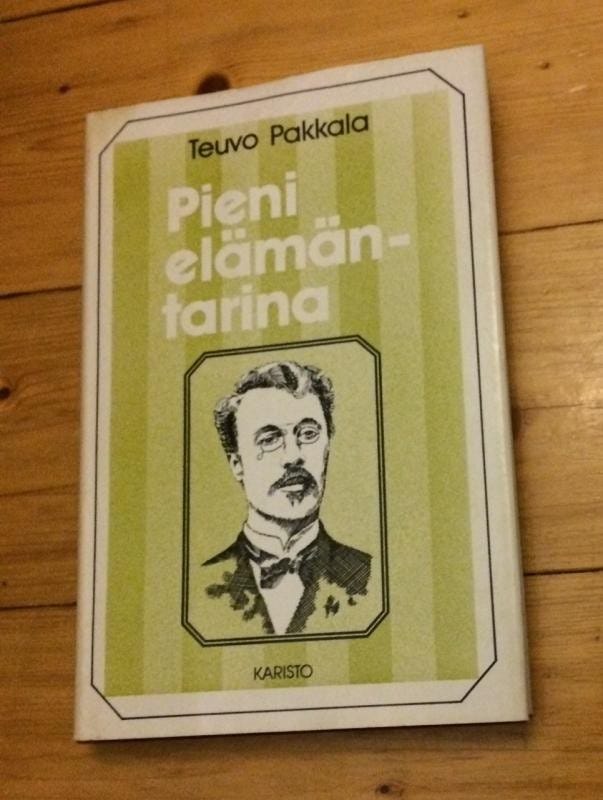 Teuvo Pakkala
Pieni
elämän-
tarina
KARISTO